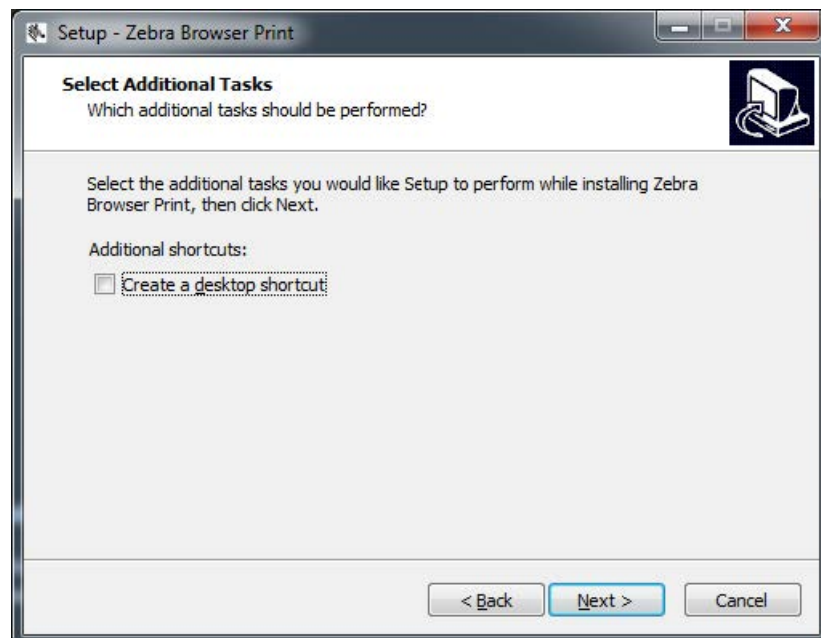 Setup - Zebra Browser Print
Select Additional Tasks
Which additional tasks should be performed?
Select the additional tasks you would like Setup to perform while installing Zebra
Browser Print, then click Next.
Additional shortcuts:
Create a desktop shortcut
< Back Next > Cancel